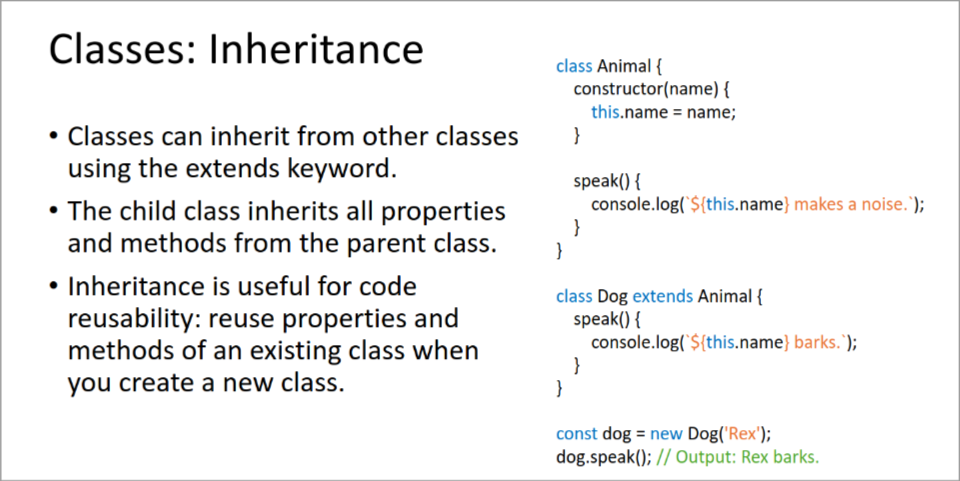 Classes: Inheritance
• Classes can inherit from other classes
using the extends keyword.
• The child class inherits all properties
and methods from the parent class.
• Inheritance is useful for code
reusability: reuse properties and
methods of an existing class when
you create a new class.
class Animal {
constructor(name) {
this.name = name;
}
speak() {
console.log(`${this.name} makes a noise.`);
}
}
class Dog extends Animal {
speak() {
console.log(`${this.name} barks.`);
}
}
const dog = new Dog('Rex');
dog.speak(); // Output: Rex barks.